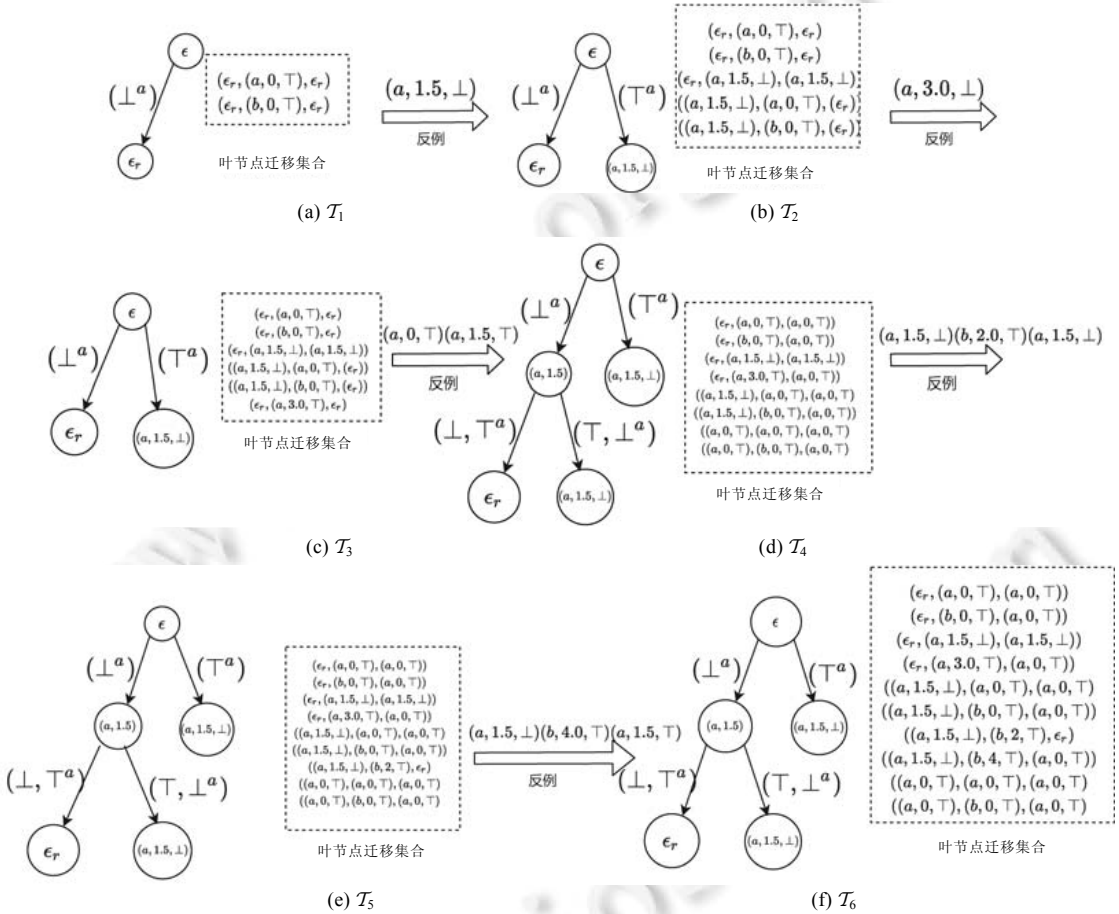 ϵ
(⊥^a)
ϵ_r
(ϵ_r, (a, 0, ⊤), ϵ_r)
(ϵ_r, (b, 0, ⊤), ϵ_r)
叶节点迁移集合
(a) 𝒯₁
(a, 1.5, ⊥)
反例
ϵ
(⊥^a)
(⊤^a)
ϵ_r
(a, 1.5, ⊥)
(ϵ_r, (a, 0, ⊤), ϵ_r)
(ϵ_r, (b, 0, ⊤), ϵ_r)
(ϵ_r, (a, 1.5, ⊥), (a, 1.5, ⊥)
((a, 1.5, ⊥), (a, 0, ⊤), (ϵ_r)
((a, 1.5, ⊥), (b, 0, ⊤), (ϵ_r)
叶节点迁移集合
(b) 𝒯₂
(a, 3.0, ⊥)
反例
ϵ
(⊥^a)
(⊤^a)
ϵ_r
(a, 1.5, ⊥)
(ϵ_r, (a, 0, ⊤), ϵ_r)
(ϵ_r, (b, 0, ⊤), ϵ_r)
(ϵ_r, (a, 1.5, ⊥), (a, 1.5, ⊥))
((a, 1.5, ⊥), (a, 0, ⊤), (ϵ_r))
((a, 1.5, ⊥), (b, 0, ⊤), (ϵ_r))
(ϵ_r, (a, 3.0, ⊤), ϵ_r)
叶节点迁移集合
(c) 𝒯₃
(a, 0, ⊤)(a, 1.5, ⊤)
反例
ϵ
(⊥^a)
(⊤^a)
(a, 1.5)
(a, 1.5, ⊥)
(⊥, ⊤^a)
(⊤, ⊥^a)
ϵ_r
(a, 1.5, ⊥)
(ϵ_r, (a, 0, ⊤), (a, 0, ⊤))
(ϵ_r, (b, 0, ⊤), (a, 0, ⊤))
(ϵ_r, (a, 1.5, ⊥), (a, 1.5, ⊥))
(ϵ_r, (a, 3.0, ⊤), (a, 0, ⊤))
((a, 1.5, ⊥), (a, 0, ⊤), (a, 0, ⊤)
((a, 1.5, ⊥), (b, 0, ⊤), (a, 0, ⊤))
((a, 0, ⊤), (a, 0, ⊤), (a, 0, ⊤)
((a, 0, ⊤), (b, 0, ⊤), (a, 0, ⊤)
叶节点迁移集合
(d) 𝒯₄
(a, 1.5, ⊥)(b, 2.0, ⊤)(a, 1.5, ⊥)
反例
ϵ
(⊥^a)
(⊤^a)
(a, 1.5)
(a, 1.5, ⊥)
(⊥, ⊤^a)
(⊤, ⊥^a)
ϵ_r
(a, 1.5, ⊥)
(ϵ_r, (a, 0, ⊤), (a, 0, ⊤))
(ϵ_r, (b, 0, ⊤), (a, 0, ⊤))
(ϵ_r, (a, 1.5, ⊥), (a, 1.5, ⊥))
(ϵ_r, (a, 3.0, ⊤), (a, 0, ⊤))
((a, 1.5, ⊥), (a, 0, ⊤), (a, 0, ⊤)
((a, 1.5, ⊥), (b, 0, ⊤), (a, 0, ⊤))
((a, 1.5, ⊥), (b, 2, ⊤), ϵ_r)
((a, 0, ⊤), (a, 0, ⊤), (a, 0, ⊤)
((a, 0, ⊤), (b, 0, ⊤), (a, 0, ⊤)
叶节点迁移集合
(e) 𝒯₅
(a, 1.5, ⊥)(b, 4.0, ⊤)(a, 1.5, ⊤)
反例
ϵ
(⊥^a)
(⊤^a)
(a, 1.5)
(a, 1.5, ⊥)
(⊥, ⊤^a)
(⊤, ⊥^a)
ϵ_r
(a, 1.5, ⊥)
(ϵ_r, (a, 0, ⊤), (a, 0, ⊤))
(ϵ_r, (b, 0, ⊤), (a, 0, ⊤))
(ϵ_r, (a, 1.5, ⊥), (a, 1.5, ⊥))
(ϵ_r, (a, 3.0, ⊤), (a, 0, ⊤))
((a, 1.5, ⊥), (a, 0, ⊤), (a, 0, ⊤)
((a, 1.5, ⊥), (b, 0, ⊤), (a, 0, ⊤))
((a, 1.5, ⊥), (b, 2, ⊤), ϵ_r)
((a, 1.5, ⊥), (b, 4, ⊤), (a, 0, ⊤))
((a, 0, ⊤), (a, 0, ⊤), (a, 0, ⊤)
((a, 0, ⊤), (b, 0, ⊤), (a, 0, ⊤)
叶节点迁移集合
(f) 𝒯₆